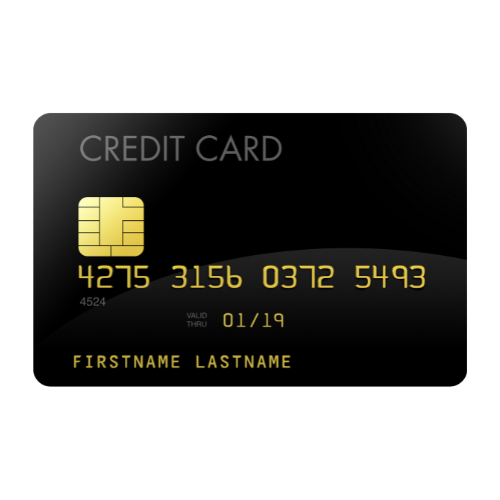 CREDIT CARD
4275 3156 0372 5493
4524
VALID
THRU 01/19
FIRSTNAME LASTNAME